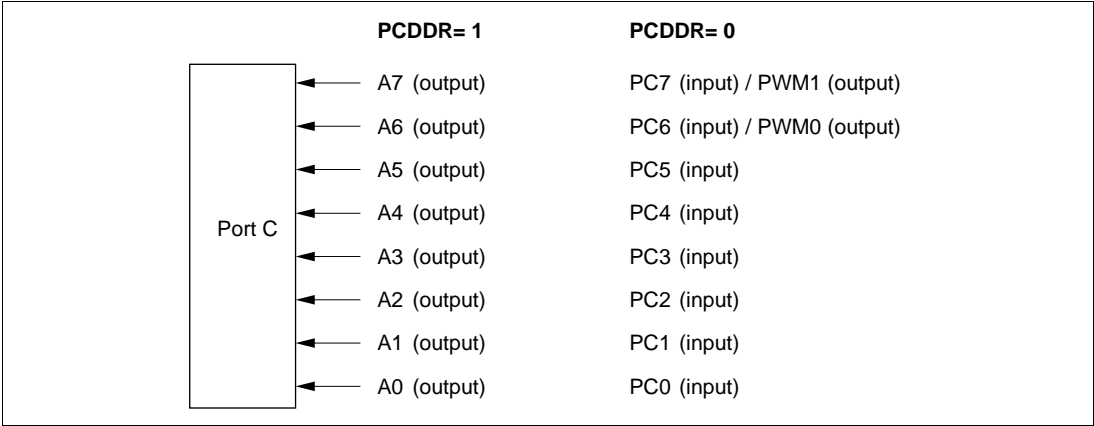 PCDDR= 1 PCDDR= 0
A7 (output) PC7 (input) / PWM1 (output)
A6 (output) PC6 (input) / PWM0 (output)
A5 (output) PC5 (input)
A4 (output) PC4 (input)
Port C
A3 (output) PC3 (input)
A2 (output) PC2 (input)
A1 (output) PC1 (input)
A0 (output) PC0 (input)